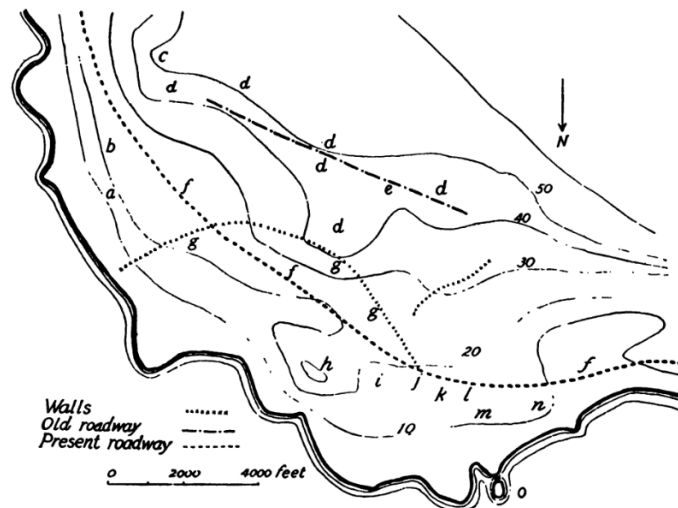 c d d
d
b d
N
a f e d
50
d 40
g
g 30
f
g
20 f
h
i j k l
m n
10
Walls
Old roadway
Present roadway
0 2000 4000 feet
o